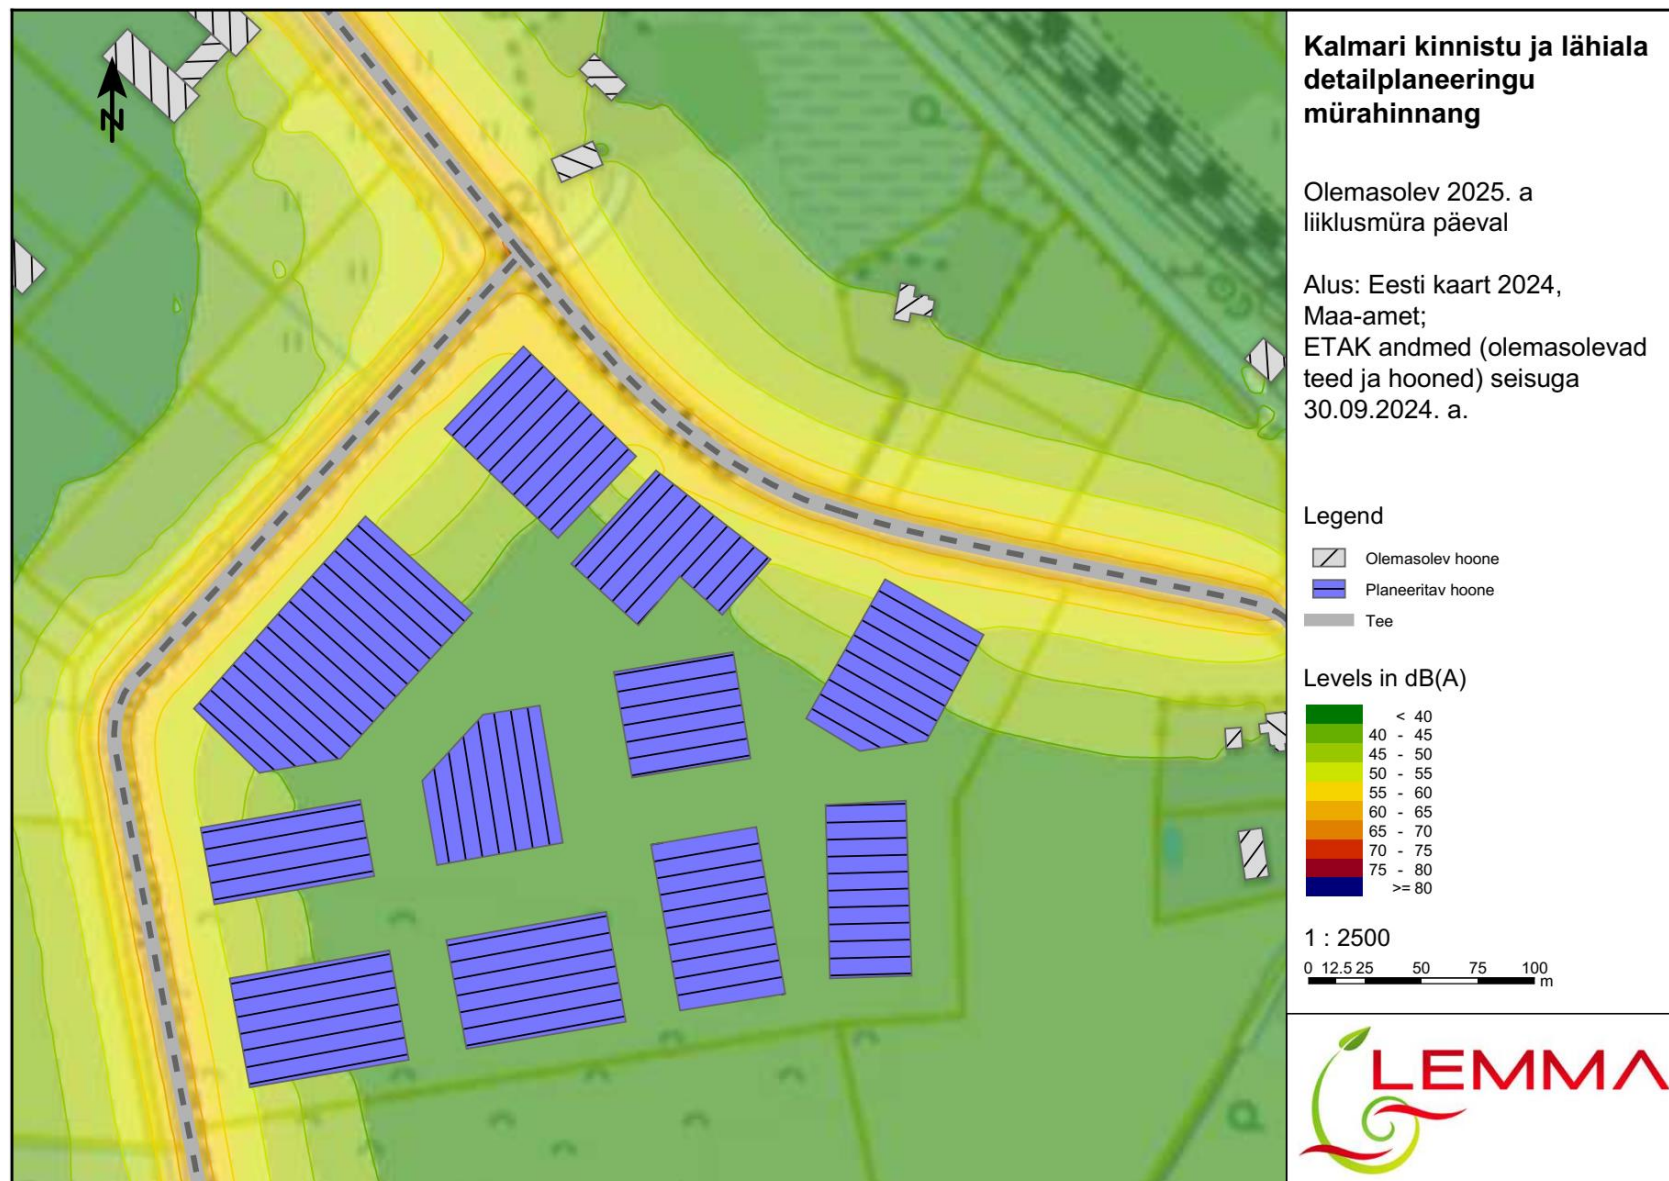 Kalmari kinnistu ja lähiala
detailplaneeringu
mürahinnang
Olemasolev 2025. a
liiklusmüra päeval
Alus: Eesti kaart 2024,
Maa-amet;
ETAK andmed (olemasolevad
teed ja hooned) seisuga
30.09.2024. a.
Legend
Olemasolev hoone
Planeeritav hoone
Tee
Levels in dB(A)
< 40
40 - 45
45 - 50
50 - 55
55 - 60
60 - 65
65 - 70
70 - 75
75 - 80
>= 80
1 : 2500
0 12.5 25 50 75 100
m
LEMMA
N